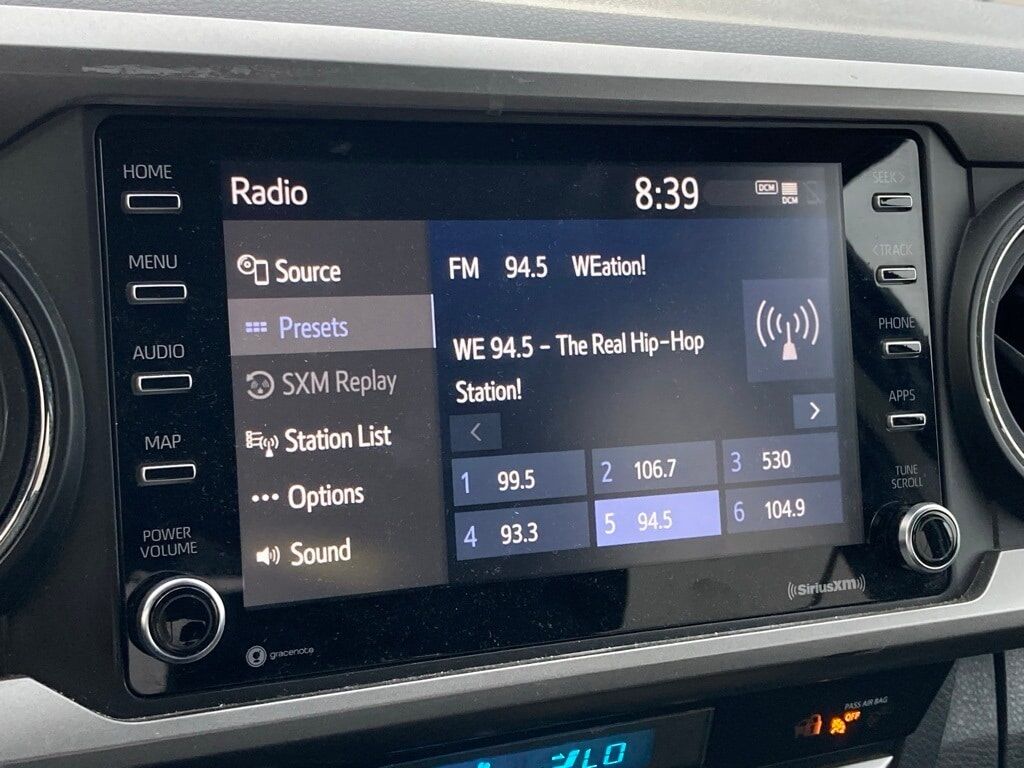 HOME
MENU
AUDIO
MAP
POWER
VOLUME
Radio
8:39
DCM
DCM
Source
Presets
SXM Replay
Station List
Options
Sound
FM 94.5 WEation!
WE 94.5 - The Real Hip-Hop
Station!
<
>
1 99.5
2 106.7
3 530
4 93.3
5 94.5
6 104.9
SEEK >
< TRACK
PHONE
APPS
TUNE
SCROLL
((SiriusXM))
gracenote
PASS AIR BAG
OFF
LO